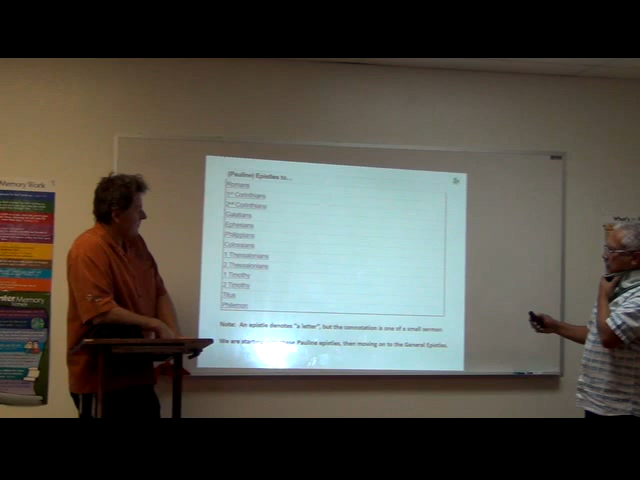 (Pauline) Epistles to...
Romans
1st Corinthians
2nd Corinthians
Galatians
Ephesians
Philippians
Colossians
1 Thessalonians
2 Thessalonians
1 Timothy
2 Timothy
Titus
Philemon
Note: An epistle denotes "a letter", but the connotation is one of a small sermon
We are starting Pauline epistles, then moving on to the General Epistles.
Memory Work
Memory
What's